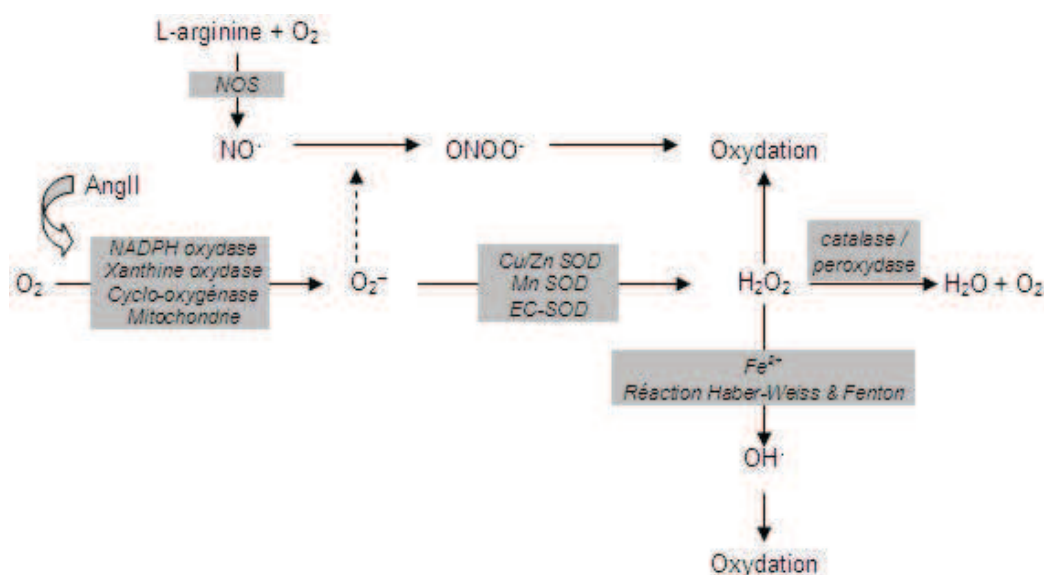 L-arginine + O₂
NOS
NO· ONOO⁻ Oxydation
AngII
NADPH oxydase
Xanthine oxydase
Cyclo-oxygénase
Mitochondrie
O₂ O₂⁻
Cu/Zn SOD
Mn SOD
EC-SOD
H₂O₂
catalase /
peroxydase
H₂O + O₂
Fe²⁺
Réaction Haber-Weiss & Fenton
OH·
Oxydation